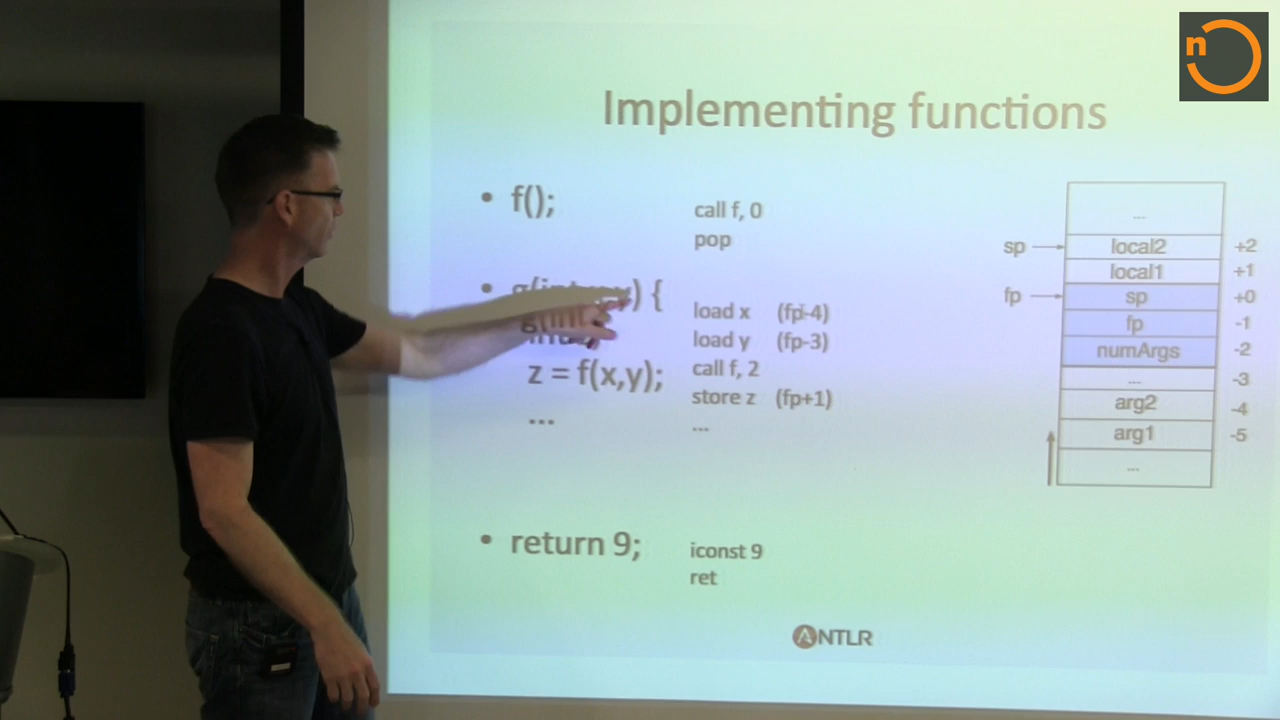 n
Implementing functions
• f();
call f, 0
pop
) {
load x (fp-4)
load y (fp-3)
z = f(x,y);
call f, 2
store z (fp+1)
...
...
• return 9;
iconst 9
ret
...
sp local2 +2
local1 +1
fp sp +0
fp -1
numArgs -2
... -3
arg2 -4
arg1 -5
...
ANTLR